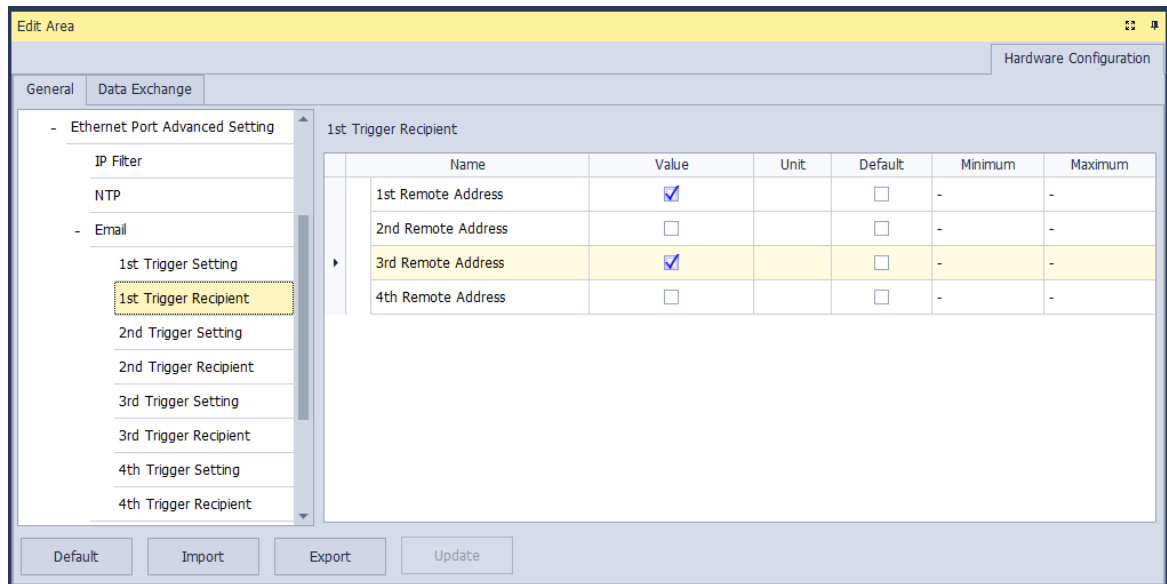 Edit Area
Hardware Configuration
General Data Exchange
- Ethernet Port Advanced Setting
IP Filter
NTP
- Email
1st Trigger Setting
1st Trigger Recipient
2nd Trigger Setting
2nd Trigger Recipient
3rd Trigger Setting
3rd Trigger Recipient
4th Trigger Setting
4th Trigger Recipient
1st Trigger Recipient
Name Value Unit Default Minimum Maximum
1st Remote Address - -
2nd Remote Address - -
3rd Remote Address - -
4th Remote Address - -
Default Import Export Update